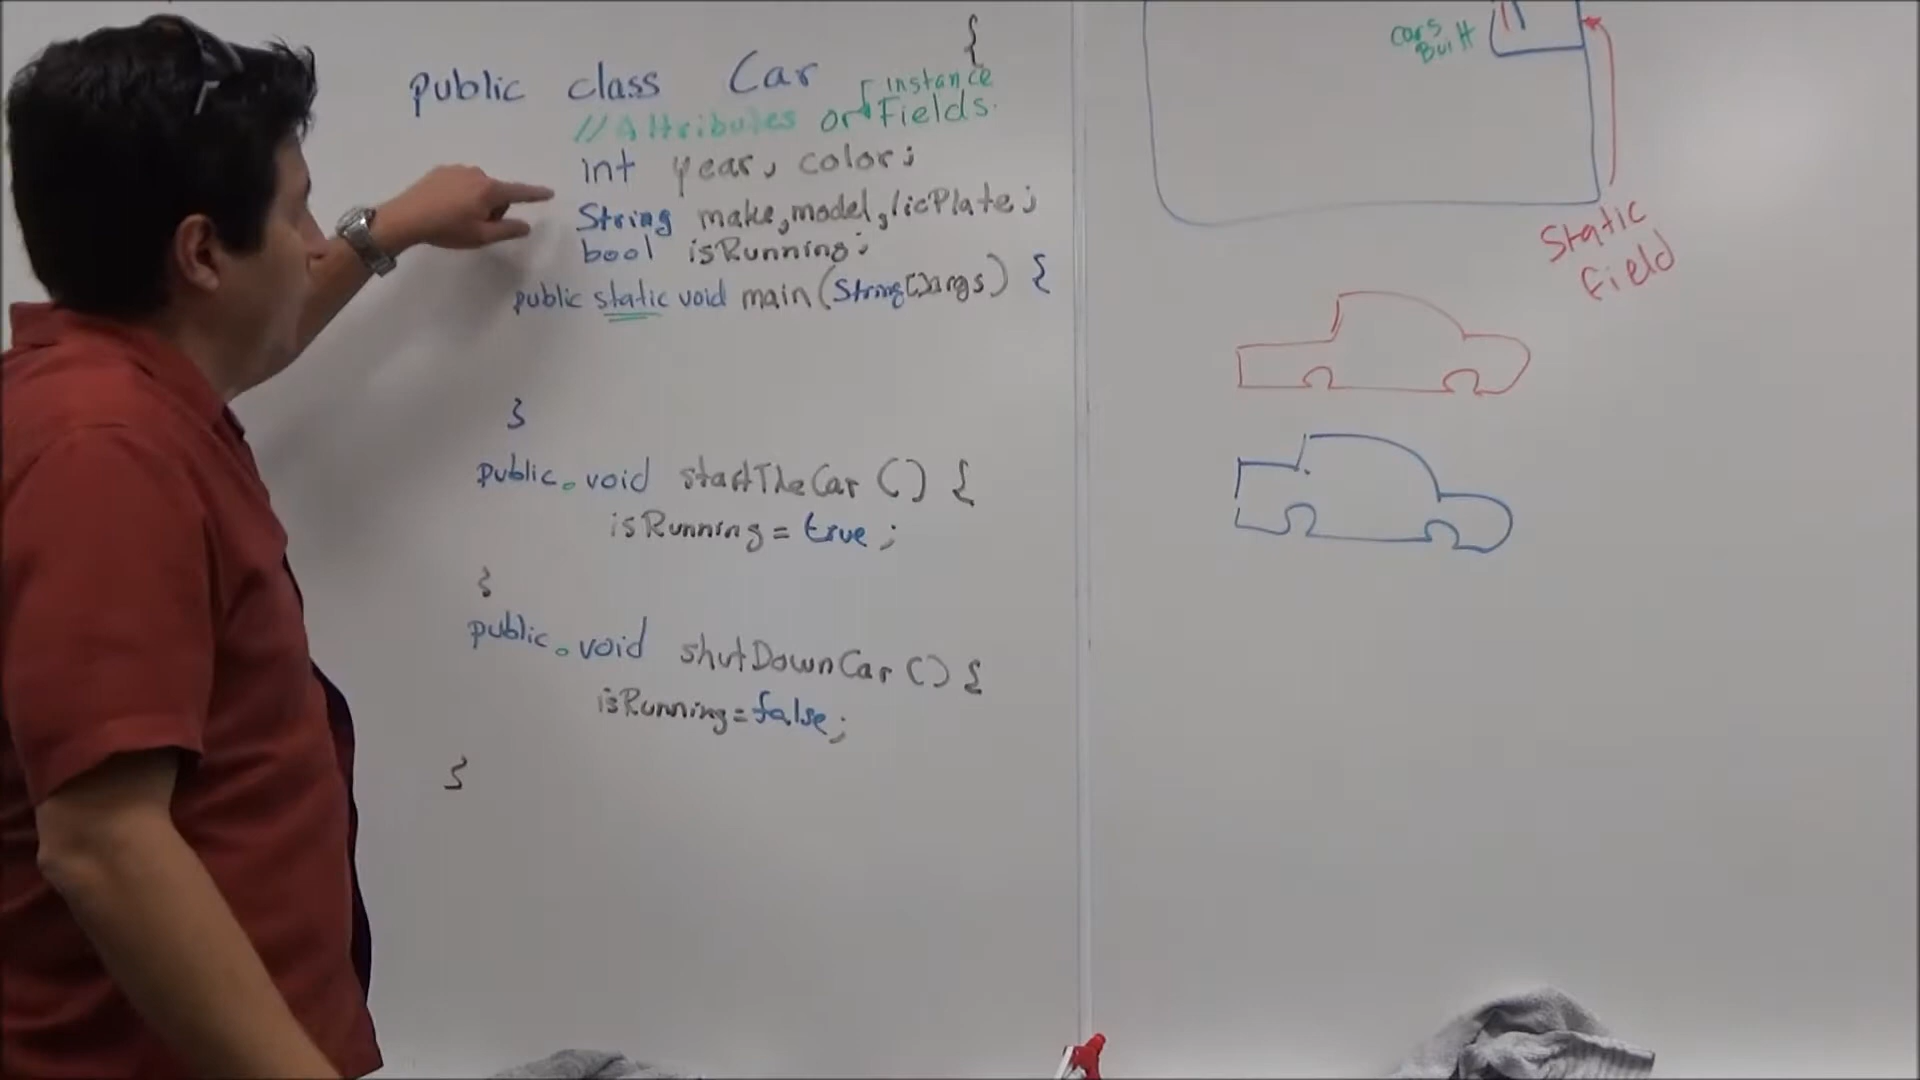 public class Car {
//Attributes or instance Fields.
int year, color;
String make, model, licPlate;
bool isRunning;
public static void main(String[]args) {
}
public void startTheCar () {
isRunning = true;
}
public void shutDownCar () {
isRunning = false;
}
cars
Built
Static
Field